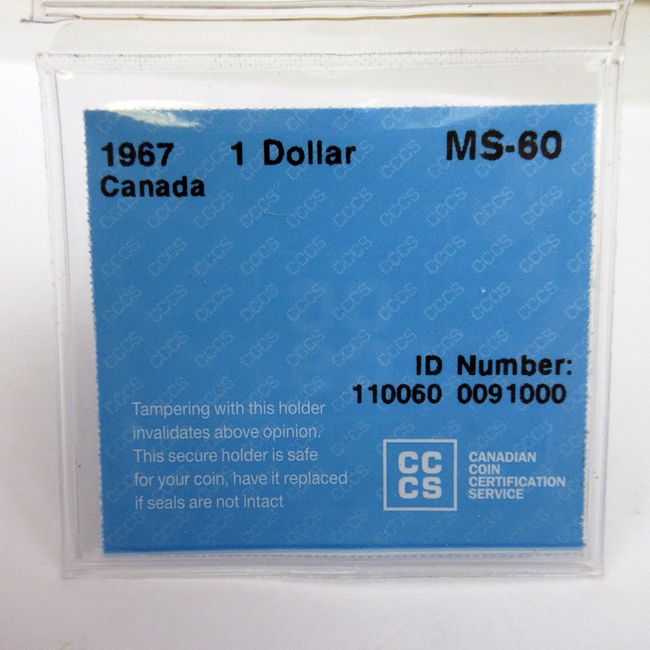 1967 1 Dollar MS-60
Canada
ID Number:
110060 0091000
Tampering with this holder
invalidates above opinion.
This secure holder is safe
for your coin, have it replaced
if seals are not intact
CC
CS
CANADIAN
COIN
CERTIFICATION
SERVICE